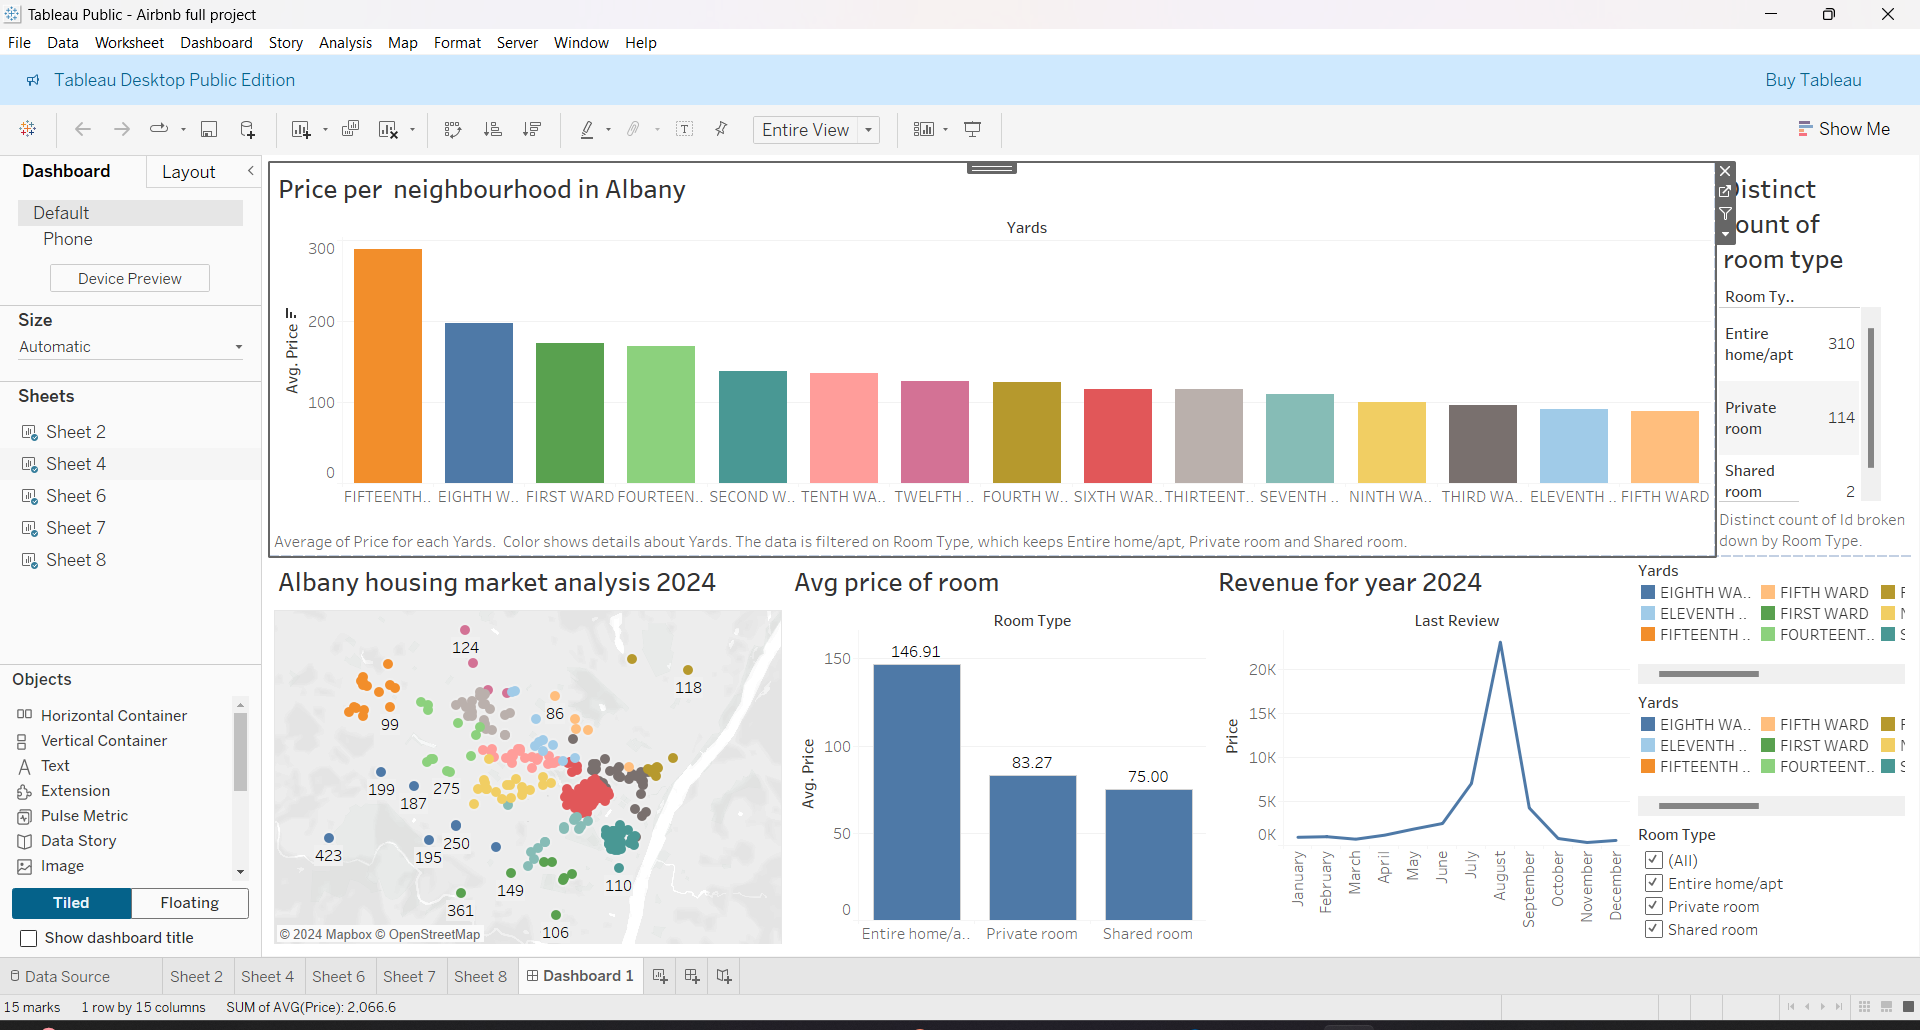 Tableau Public - Airbnb full project
File Data Worksheet Dashboard Story Analysis Map Format Server Window Help
Tableau Desktop Public Edition
Buy Tableau
Entire View
Show Me
Dashboard
Layout
Default
Phone
Device Preview
Size
Automatic
Sheets
Sheet 2
Sheet 4
Sheet 6
Sheet 7
Sheet 8
Objects
Horizontal Container
Vertical Container
Text
Extension
Pulse Metric
Data Story
Image
Tiled
Floating
Show dashboard title
Price per neighbourhood in Albany
Yards
Avg. Price
300
200
100
0
FIFTEENTH.. EIGHTH W.. FIRST WARD FOURTEEN.. SECOND W.. TENTH WA.. TWELFTH .. FOURTH W.. SIXTH WAR.. THIRTEENT.. SEVENTH .. NINTH WA.. THIRD WA.. ELEVENTH .. FIFTH WARD
Average of Price for each Yards. Color shows details about Yards. The data is filtered on Room Type, which keeps Entire home/apt, Private room and Shared room.
Distinct
count of
room type
Room Ty..
Entire
home/apt
310
Private
room
114
Shared
room
2
Distinct count of Id broken
down by Room Type.
Albany housing market analysis 2024
124
118
86
99
199
187
275
423
195
250
149
110
361
106
© 2024 Mapbox © OpenStreetMap
Avg price of room
Room Type
Avg. Price
150
100
50
0
146.91
83.27
75.00
Entire home/a.. Private room Shared room
Revenue for year 2024
Last Review
Price
20K
15K
10K
5K
0K
January
February
March
April
May
June
July
August
September
October
November
December
Yards
EIGHTH WA.. FIFTH WARD
ELEVENTH .. FIRST WARD
FIFTEENTH .. FOURTEENT..
Yards
EIGHTH WA.. FIFTH WARD
ELEVENTH .. FIRST WARD
FIFTEENTH .. FOURTEENT..
Room Type
(All)
Entire home/apt
Private room
Shared room
Data Source Sheet 2 Sheet 4 Sheet 6 Sheet 7 Sheet 8 Dashboard 1
15 marks 1 row by 15 columns SUM of AVG(Price): 2,066.6